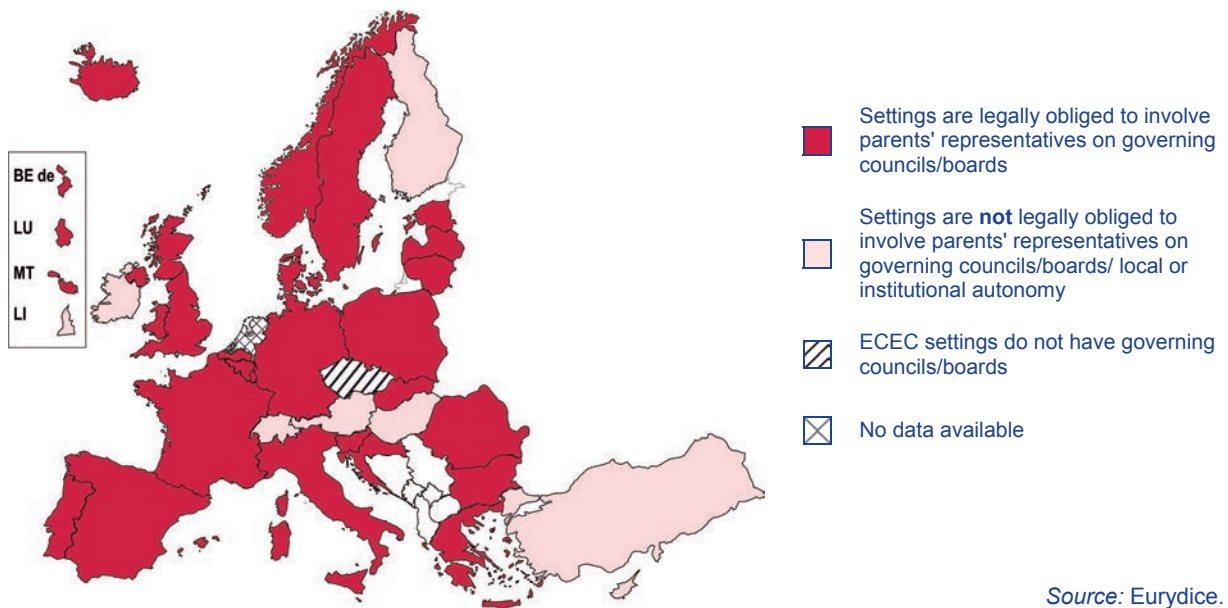 BE de
LU
MT
LI
Settings are legally obliged to involve
parents' representatives on governing
councils/boards
Settings are not legally obliged to
involve parents' representatives on
governing councils/boards/ local or
institutional autonomy
ECEC settings do not have governing
councils/boards
No data available
Source: Eurydice.